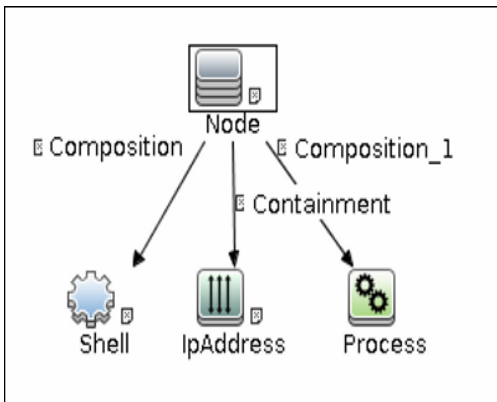 Node
Composition
Composition_1
Containment
Shell
IpAddress
Process